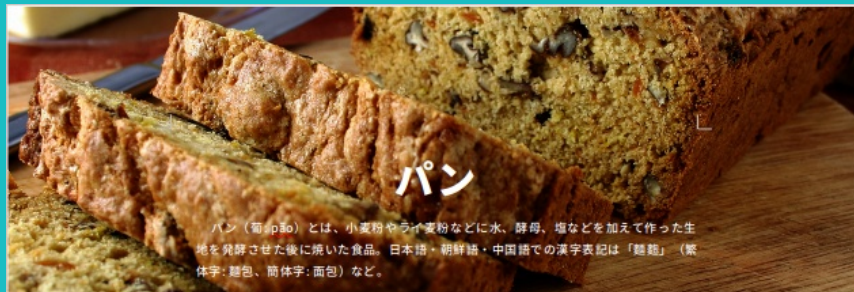 パン
パン（葡: pão）とは、小麦粉やライ麦粉などに水、酵母、塩などを加えて作った生
地を発酵させた後に焼いた食品。日本語・朝鮮語・中国語での漢字表記は「麵麭」（繁
体字: 麵包、簡体字: 面包）など。